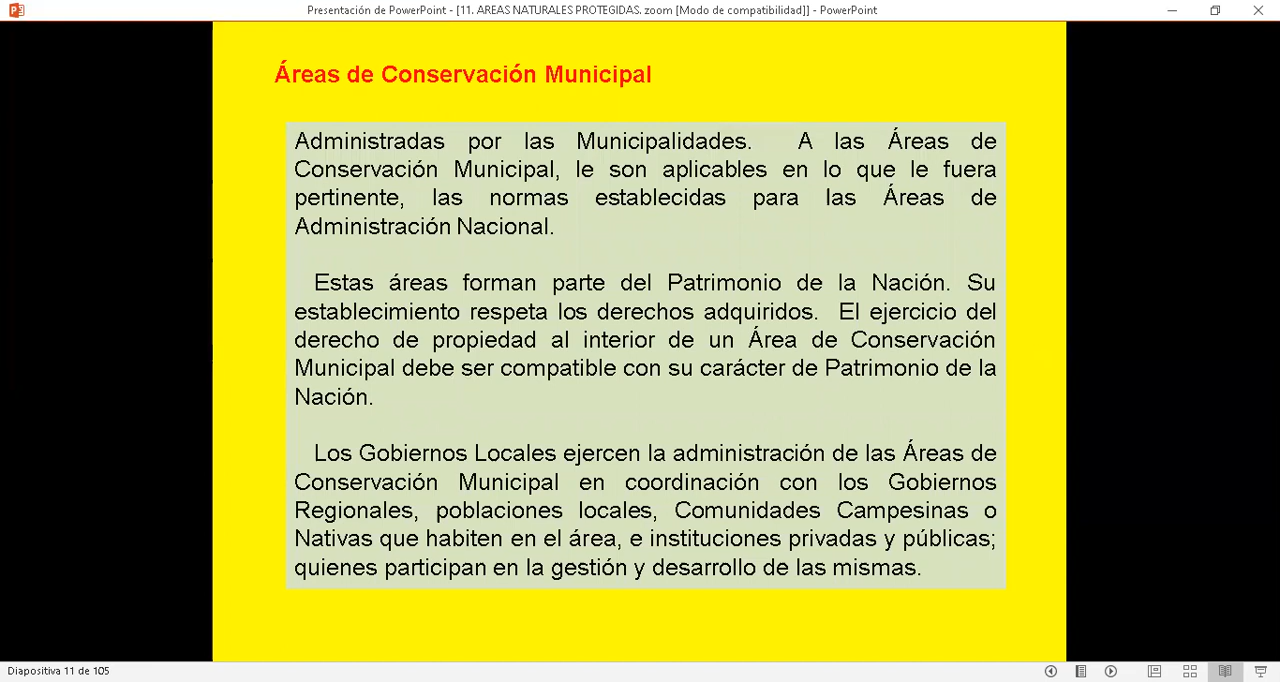 Presentación de PowerPoint - [11. AREAS NATURALES PROTEGIDAS. zoom [Modo de compatibilidad]] - PowerPoint
Áreas de Conservación Municipal
Administradas por las Municipalidades. A las Áreas de
Conservación Municipal, le son aplicables en lo que le fuera
pertinente, las normas establecidas para las Áreas de
Administración Nacional.
Estas áreas forman parte del Patrimonio de la Nación. Su
establecimiento respeta los derechos adquiridos. El ejercicio del
derecho de propiedad al interior de un Área de Conservación
Municipal debe ser compatible con su carácter de Patrimonio de la
Nación.
Los Gobiernos Locales ejercen la administración de las Áreas de
Conservación Municipal en coordinación con los Gobiernos
Regionales, poblaciones locales, Comunidades Campesinas o
Nativas que habiten en el área, e instituciones privadas y públicas;
quienes participan en la gestión y desarrollo de las mismas.
Diapositiva 11 de 105